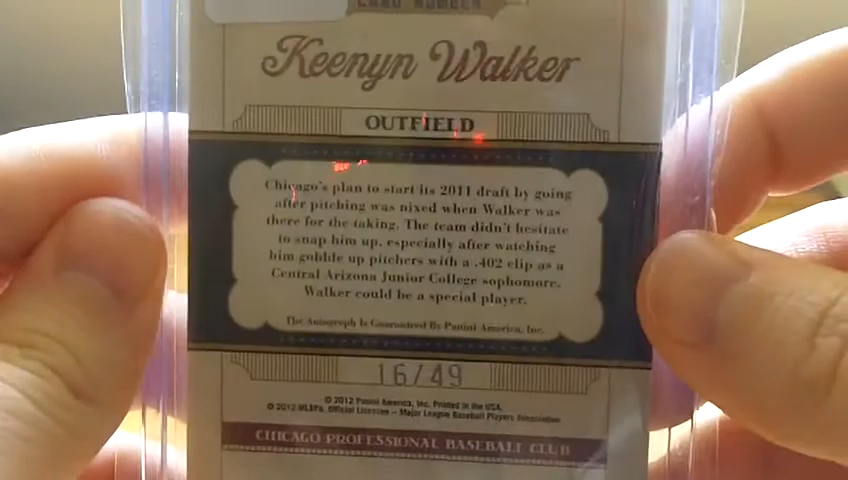 CARD NUMBER
Keenyn Walker
OUTFIELD
Chicago's plan to start its 2011 draft by going
after pitching was nixed when Walker was
there for the taking. The team didn't hesitate
to snap him up, especially after watching
him gobble up pitchers with a .402 clip as a
Central Arizona Junior College sophomore.
Walker could be a special player.
The Autograph Is Guaranteed By Panini America, Inc.
16/49
© 2012 Panini America, Inc. Printed in the USA.
© 2012 MLBPA. Official Licensee – Major League Baseball Players Association
CHICAGO PROFESSIONAL BASEBALL CLUB